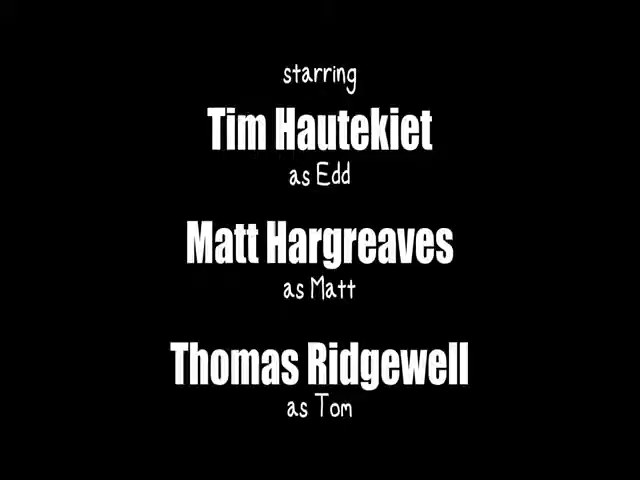 starring
Tim Hautekiet
as Edd
Matt Hargreaves
as Matt
Thomas Ridgewell
as Tom